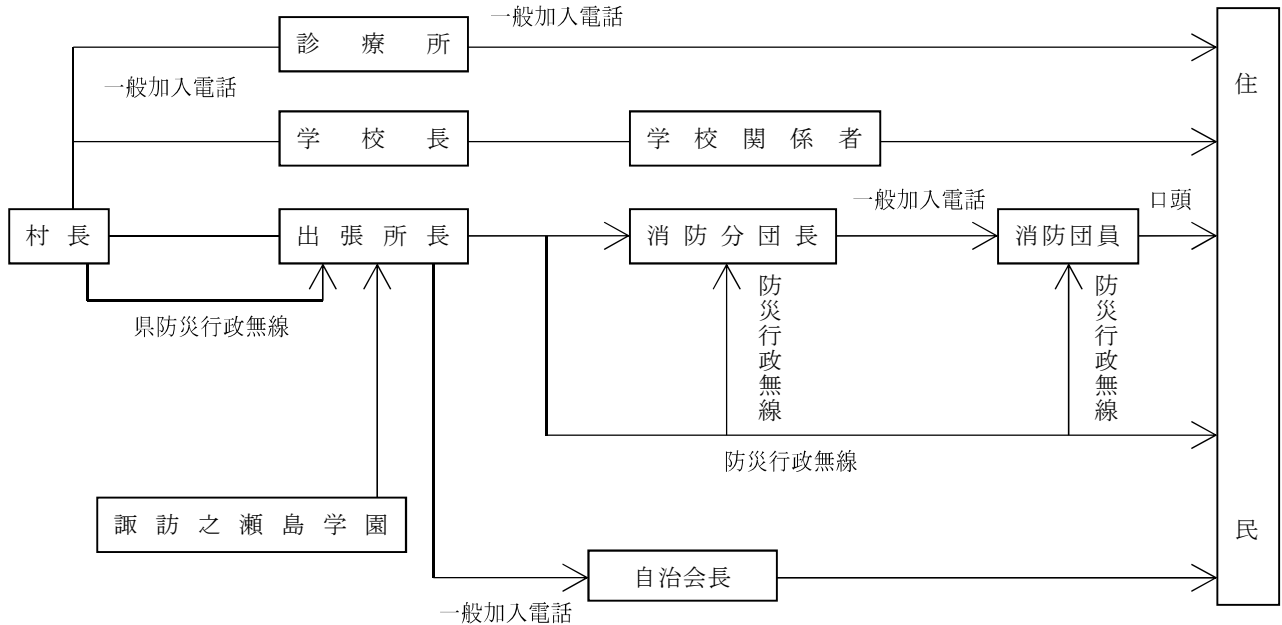 一般加入電話
診療所
一般加入電話
住民
学校長
学校関係者
一般加入電話
口頭
村長
出張所長
消防分団長
消防団員
県防災行政無線
防災行政無線
防災行政無線
防災行政無線
諏訪之瀬島学園
自治会長
一般加入電話